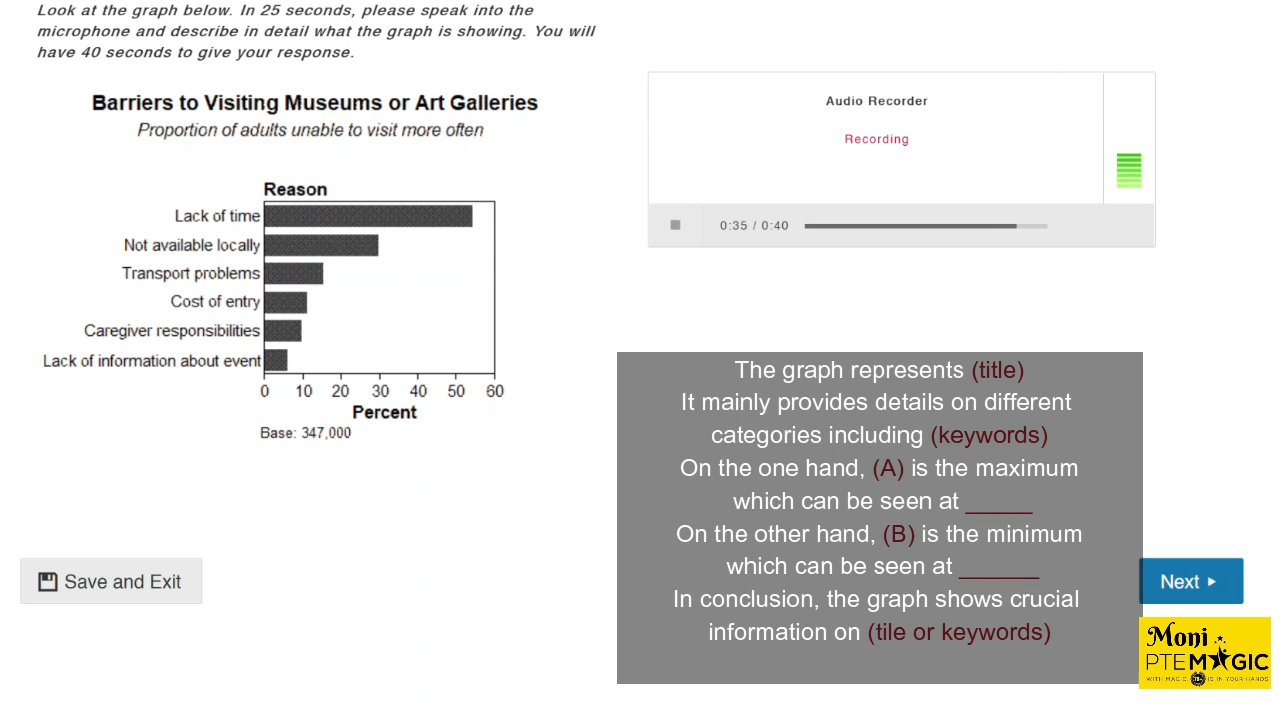 Look at the graph below. In 25 seconds, please speak into the
microphone and describe in detail what the graph is showing. You will
have 40 seconds to give your response.
Barriers to Visiting Museums or Art Galleries
Proportion of adults unable to visit more often
Reason
Lack of time
Not available locally
Transport problems
Cost of entry
Caregiver responsibilities
Lack of information about event
0 10 20 30 40 50 60
Percent
Base: 347,000
Audio Recorder
Recording
0:35 / 0:40
The graph represents (title)
It mainly provides details on different
categories including (keywords)
On the one hand, (A) is the maximum
which can be seen at _____
On the other hand, (B) is the minimum
which can be seen at ______
In conclusion, the graph shows crucial
information on (tile or keywords)
Save and Exit
Next
Moni
PTEMAGIC
WITH MAGIC, IS IN YOUR HANDS